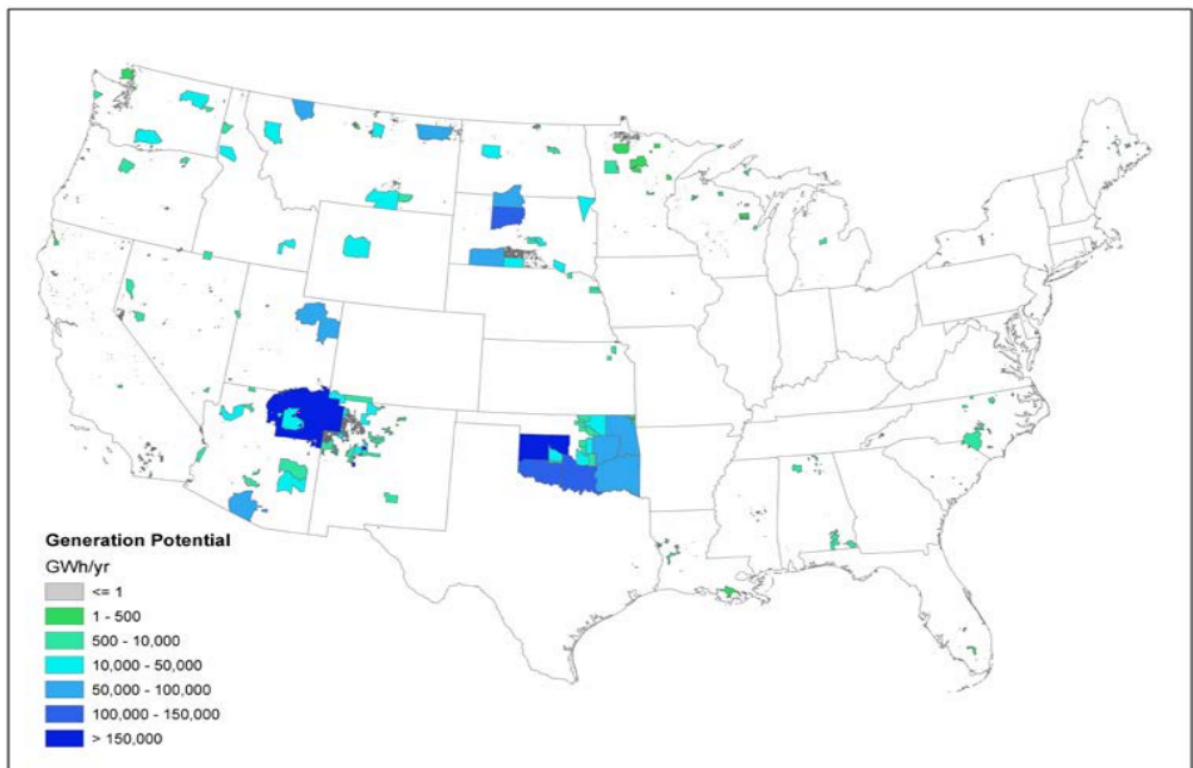 Generation Potential
GWh/yr
<= 1
1 - 500
500 - 10,000
10,000 - 50,000
50,000 - 100,000
100,000 - 150,000
> 150,000